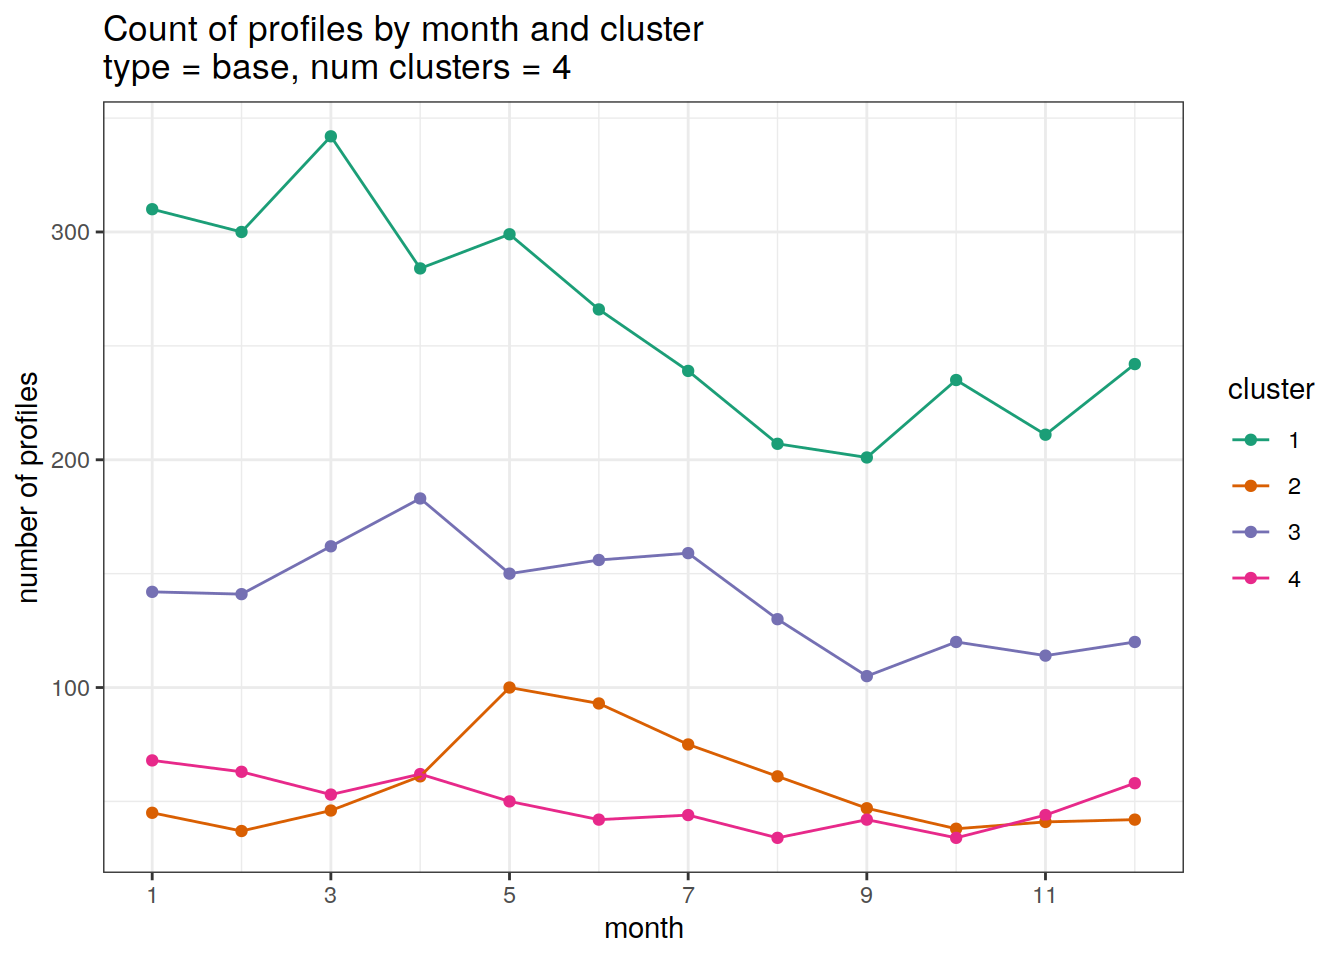 Count of profiles by month and cluster
type = base, num clusters = 4
300
200
100
number of profiles
1 3 5 7 9 11
month
cluster
1
2
3
4